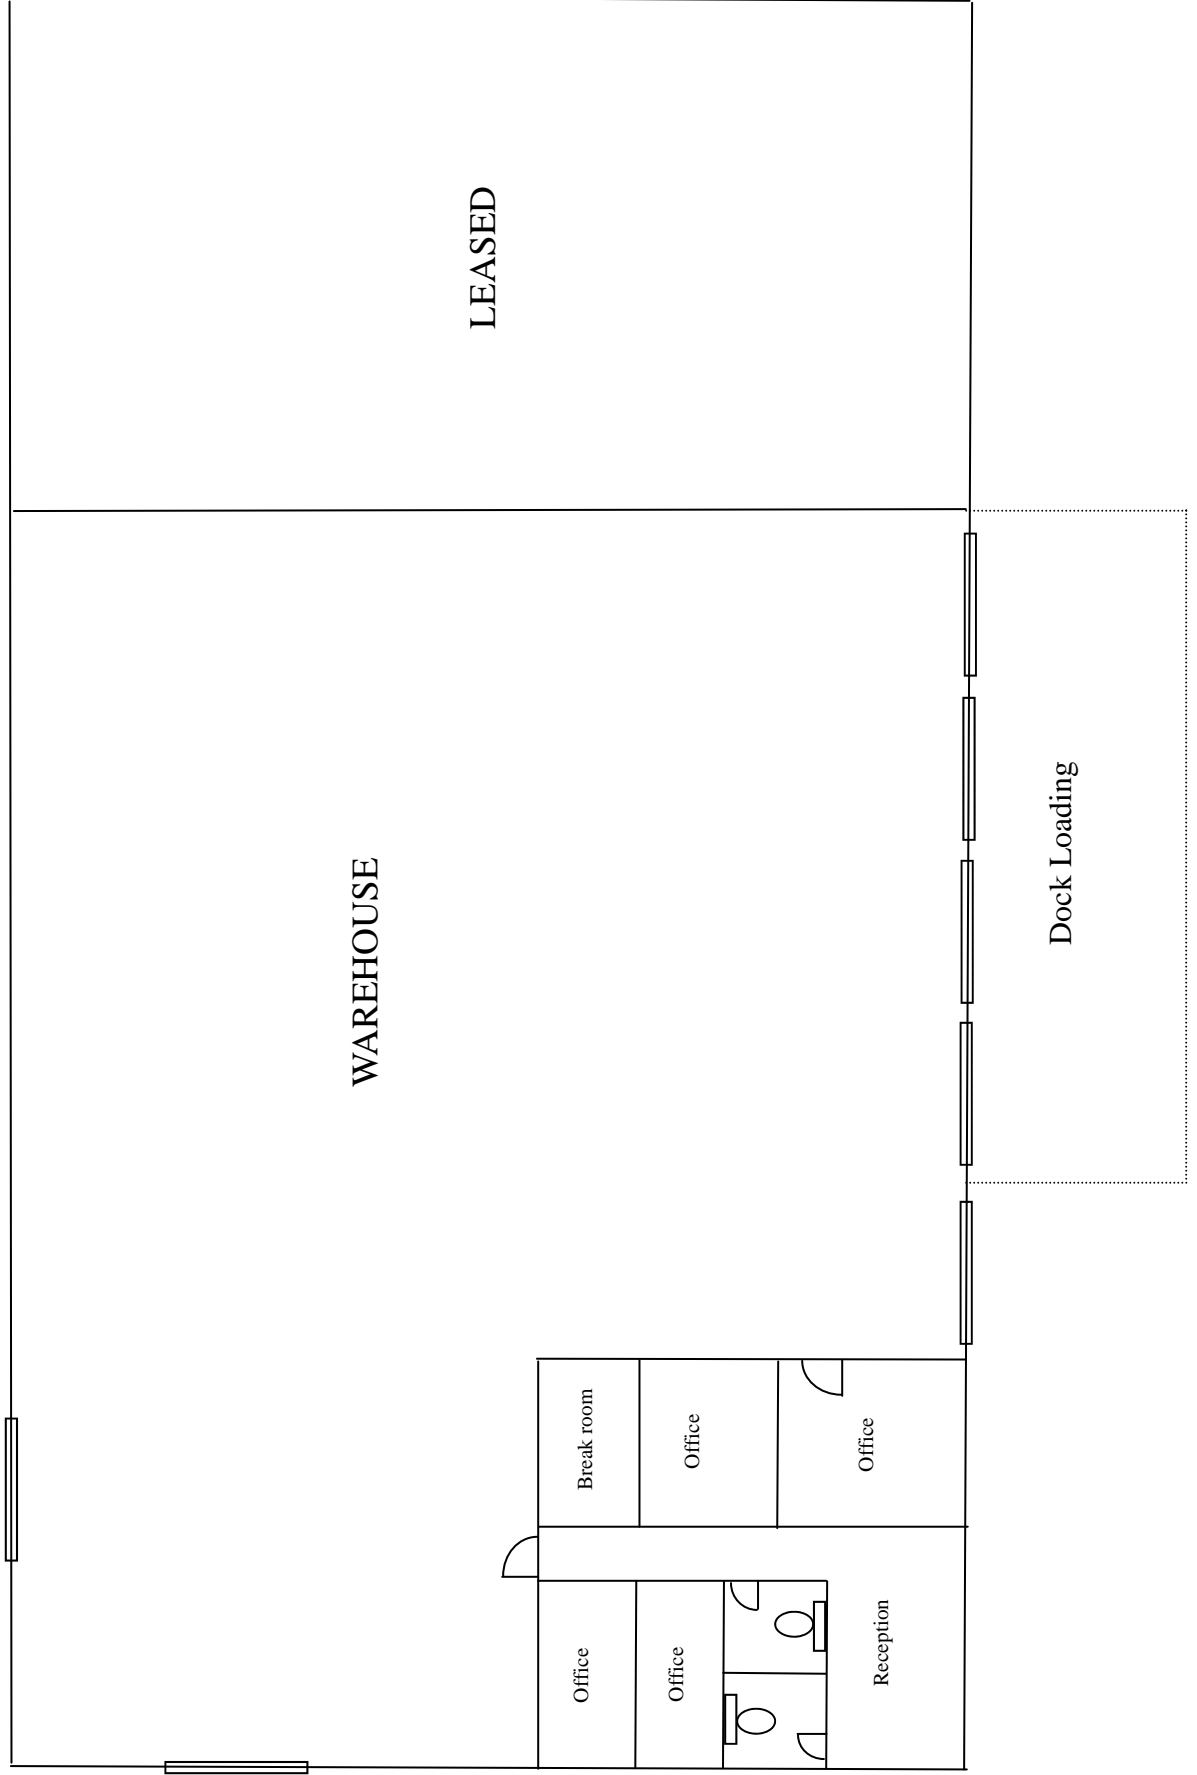 LEASED
WAREHOUSE
Dock Loading
Break room
Office
Office
Office
Office
Reception